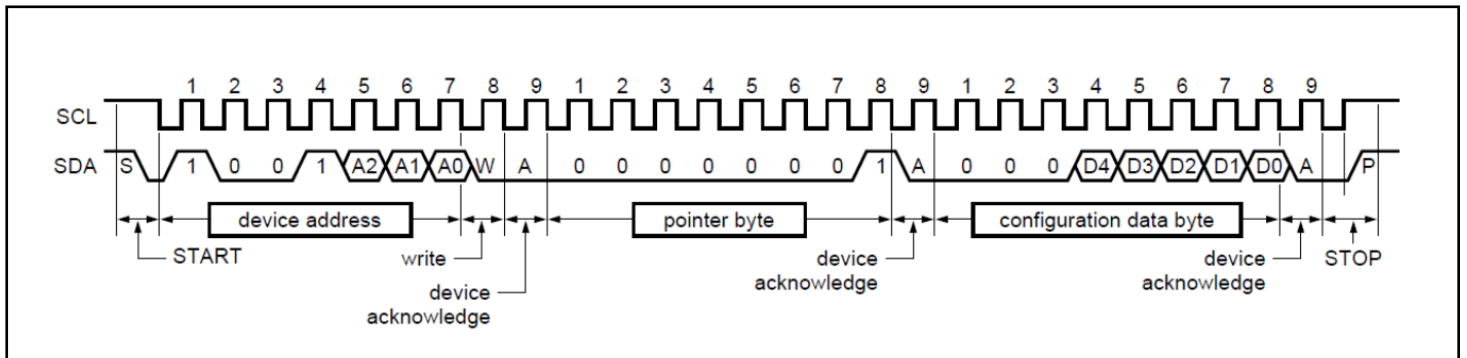 1 2 3 4 5 6 7 8 9 1 2 3 4 5 6 7 8 9 1 2 3 4 5 6 7 8 9
SCL
SDA S 1 0 0 1 A2 A1 A0 W A 0 0 0 0 0 0 0 1 A 0 0 0 D4 D3 D2 D1 D0 A P
device address pointer byte configuration data byte
START write device acknowledge device acknowledge STOP
device
acknowledge